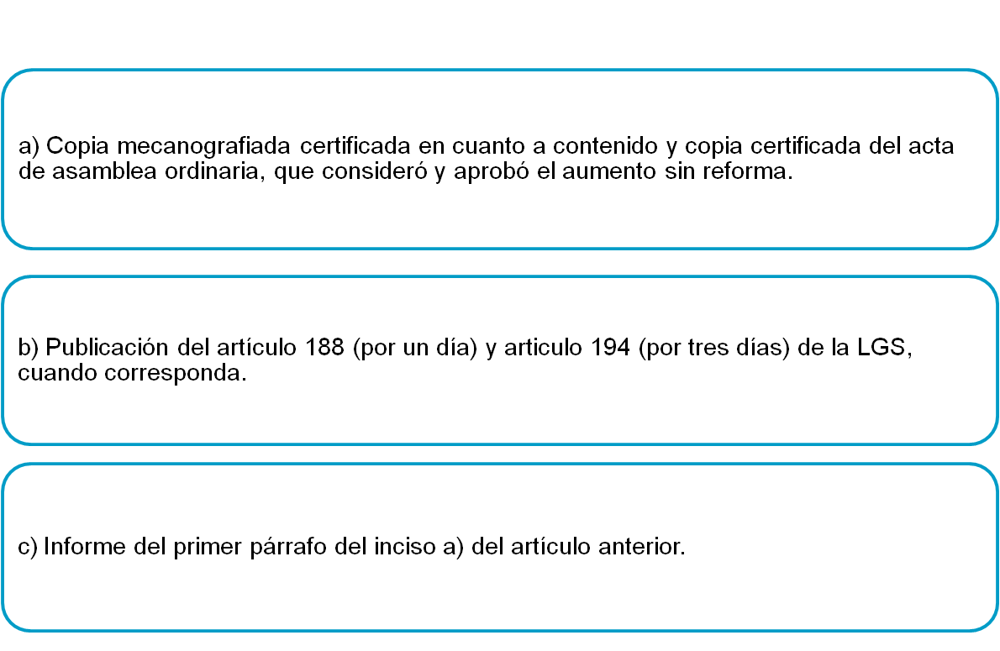 a) Copia mecanografiada certificada en cuanto a contenido y copia certificada del acta
de asamblea ordinaria, que consideró y aprobó el aumento sin reforma.
b) Publicación del artículo 188 (por un día) y articulo 194 (por tres días) de la LGS,
cuando corresponda.
c) Informe del primer párrafo del inciso a) del artículo anterior.